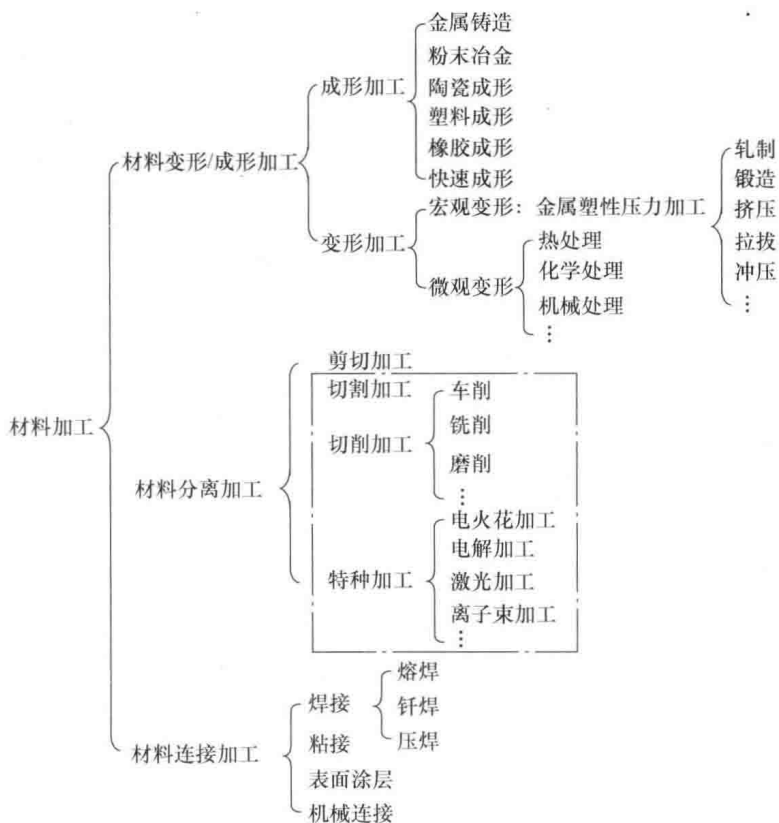 材料加工
材料变形/成形加工
成形加工
金属铸造
粉末冶金
陶瓷成形
塑料成形
橡胶成形
快速成形
变形加工
宏观变形：金属塑性压力加工
轧制
锻造
挤压
拉拔
冲压
⋮
微观变形
热处理
化学处理
机械处理
⋮
材料分离加工
剪切加工
切割加工
切削加工
车削
铣削
磨削
⋮
特种加工
电火花加工
电解加工
激光加工
离子束加工
⋮
材料连接加工
焊接
熔焊
钎焊
压焊
粘接
表面涂层
机械连接